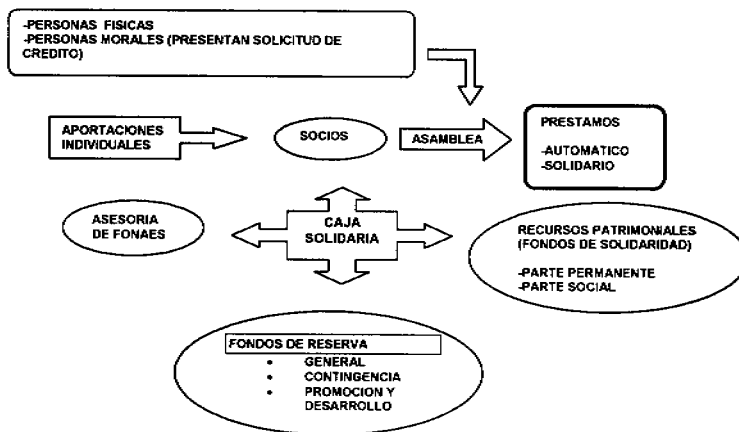 -PERSONAS FISICAS
-PERSONAS MORALES (PRESENTAN SOLICITUD DE
CREDITO)
APORTACIONES
INDIVIDUALES
SOCIOS
ASAMBLEA
PRESTAMOS
-AUTOMATICO
-SOLIDARIO
ASESORIA
DE FONAES
CAJA
SOLIDARIA
RECURSOS PATRIMONIALES
(FONDOS DE SOLIDARIDAD)
-PARTE PERMANENTE
-PARTE SOCIAL
FONDOS DE RESERVA
• GENERAL
• CONTINGENCIA
• PROMOCION Y
DESARROLLO